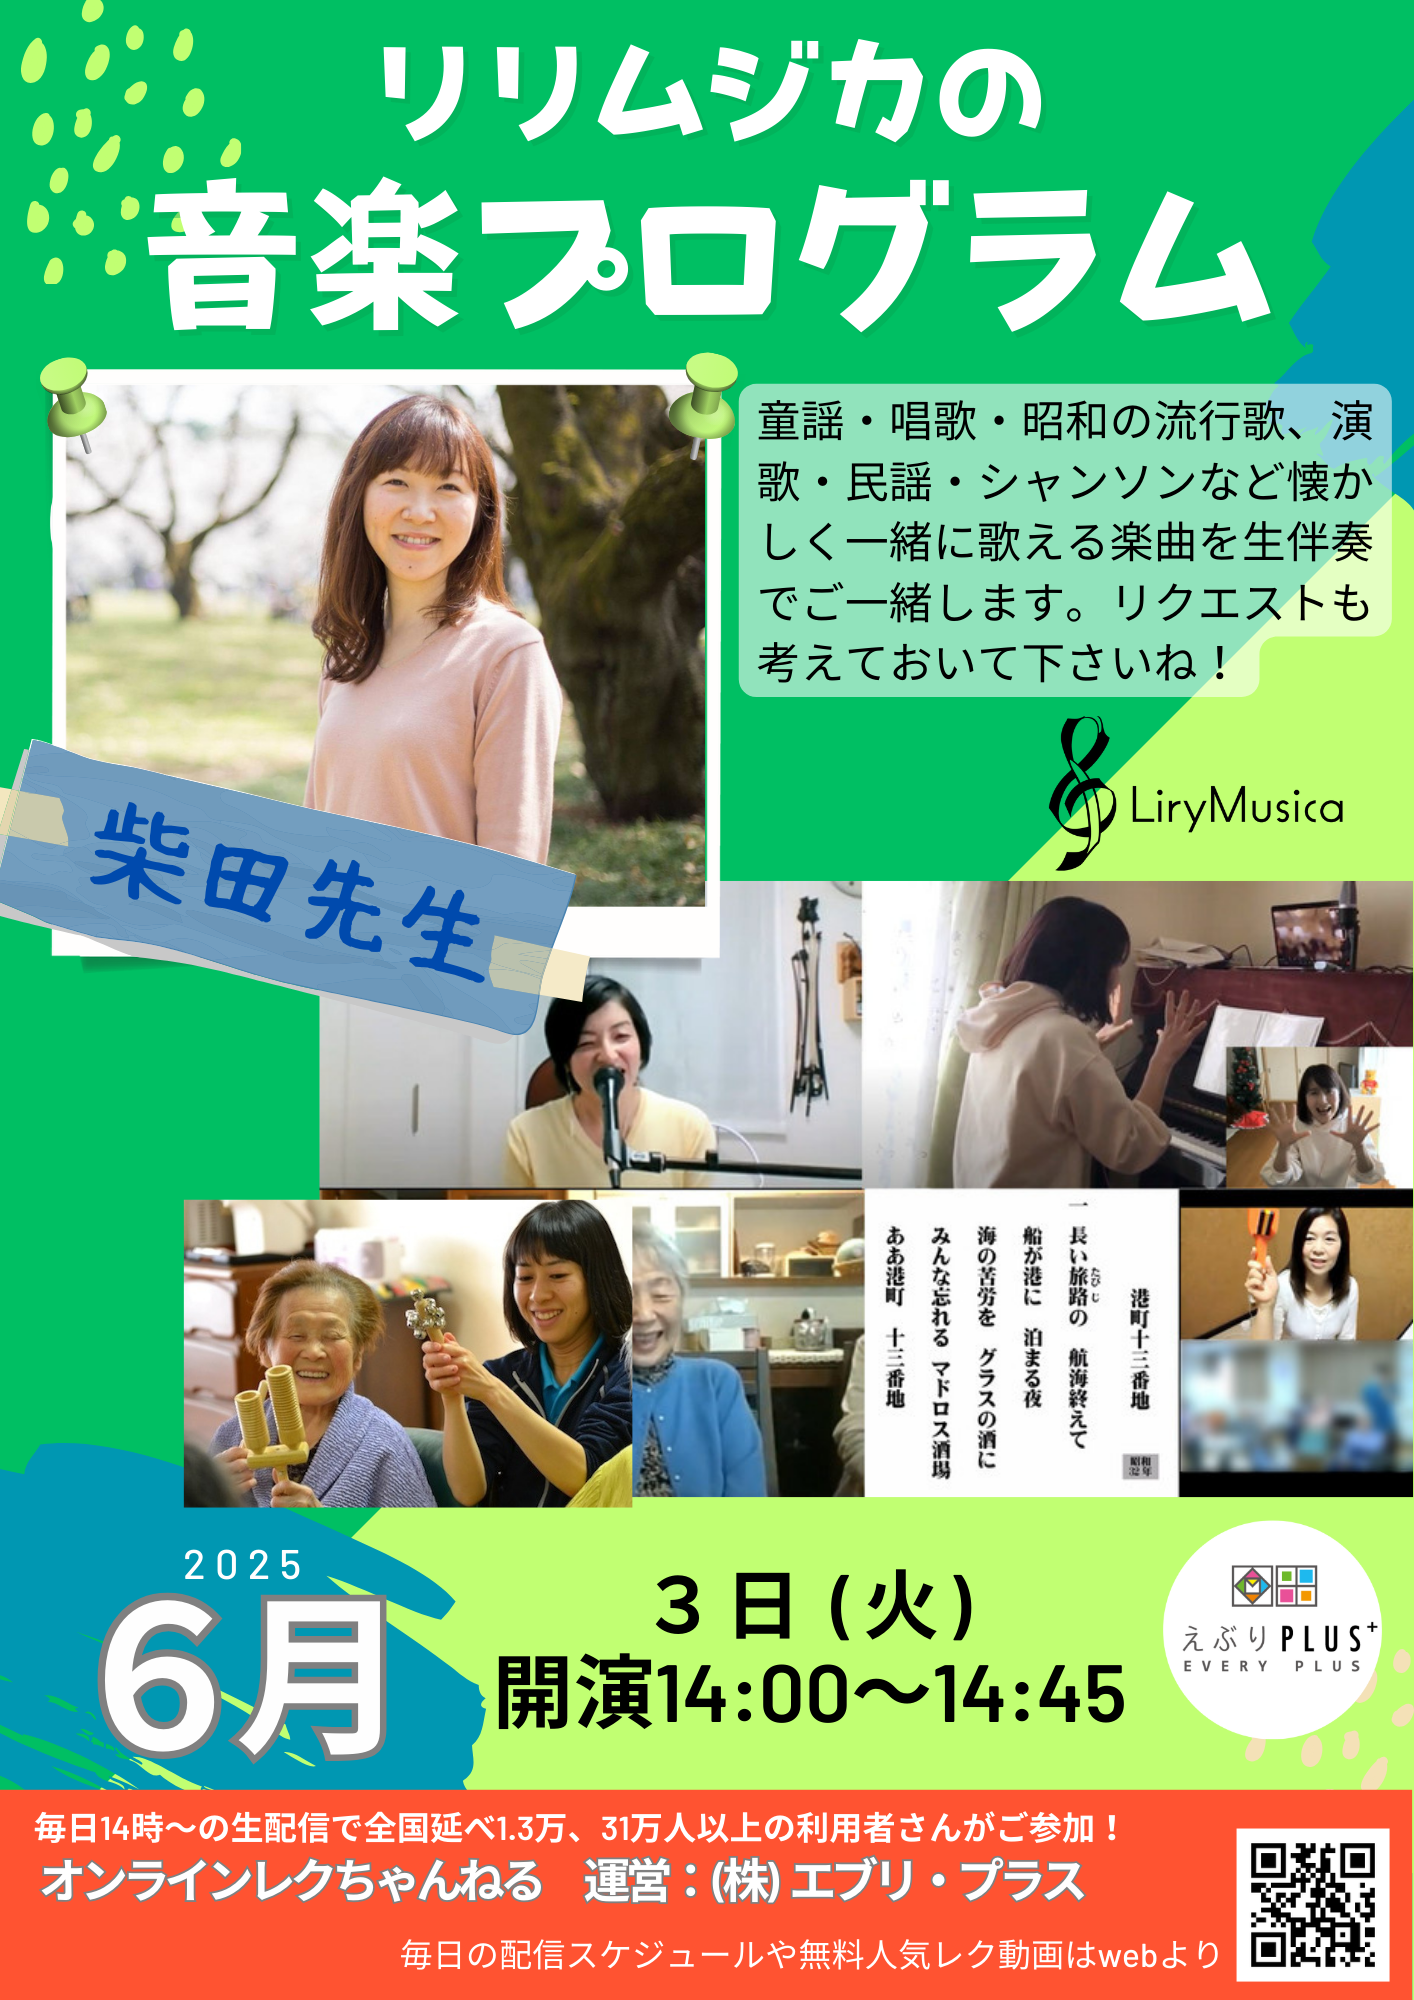 リリムジカの
音楽プログラム
童謡・唱歌・昭和の流行歌、演
歌・民謡・シャンソンなど懐か
しく一緒に歌える楽曲を生伴奏
でご一緒します。リクエストも
考えておいて下さいね！
LiryMusica
柴田先生
港町十三番地
昭和
32年
一 長い旅路の 航海終えて
たびじ
船が港に 泊まる夜
海の苦労を グラスの酒に
みんな忘れる マドロス酒場
ああ港町 十三番地
2025
6月
3日(火)
開演14:00〜14:45
えぶりPLUS+
EVERY PLUS
毎日14時〜の生配信で全国延べ1.3万、31万人以上の利用者さんがご参加！
オンラインレクちゃんねる 運営：(株)エブリ・プラス
毎日の配信スケジュールや無料人気レク動画はwebより